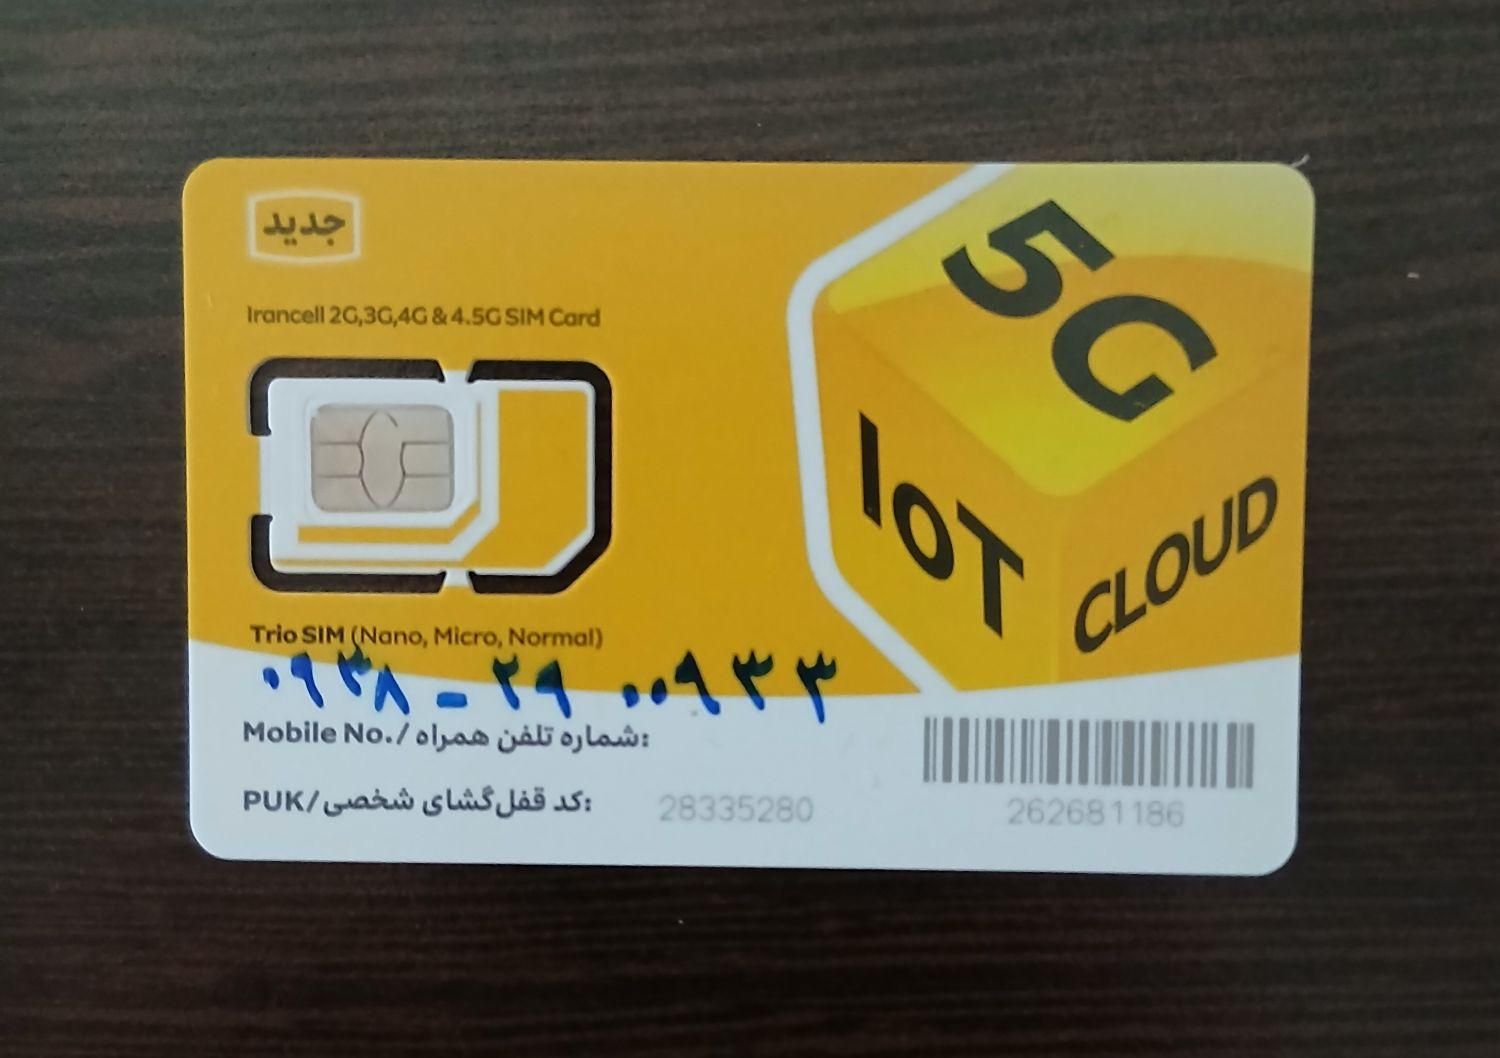 جدید
5G
IoT
CLOUD
Irancell 2G,3G,4G & 4.5G SIM Card
Trio SIM (Nano, Micro, Normal)
۰۹۳۸ - ۲۹ ۰۰۹۳۳
Mobile No./شماره تلفن همراه:
PUK/کد قفل‌گشای شخصی: 28335280
262681186